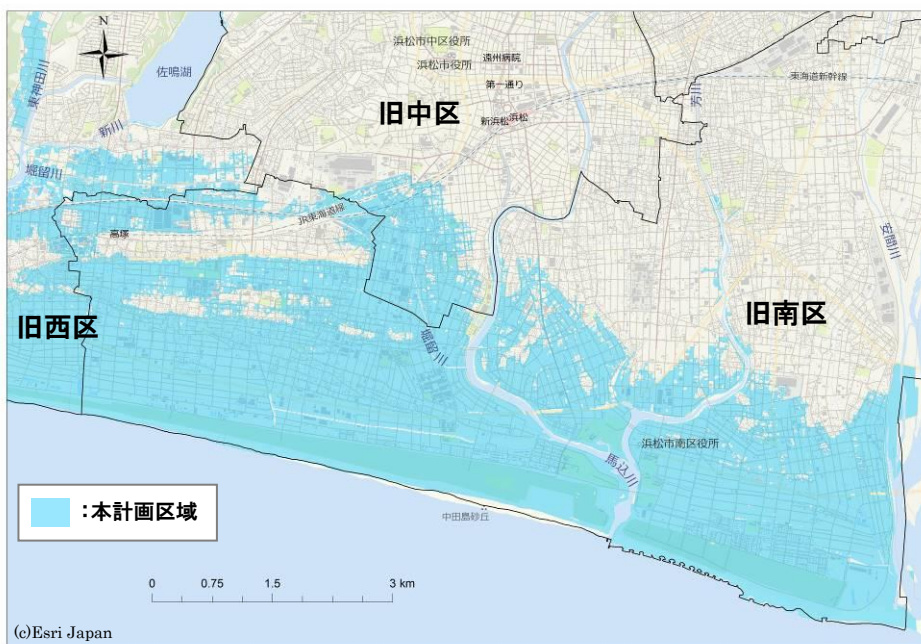 N
浜松市中区役所
佐鳴湖
浜松市役所
遠州病院
東海道新幹線
東神田川
第一通り
芳川
旧中区
新浜松
浜松
新川
堀留川
JR東海道線
高塚
安間川
旧西区
旧南区
堀留川
浜松市南区役所
馬込川
:本計画区域
中田島砂丘
0 0.75 1.5 3 km
(c)Esri Japan